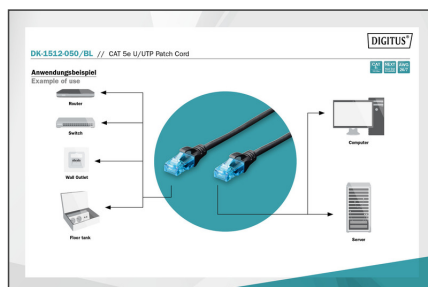 DIGITUS®
DK-1512-050/BL // CAT 5e U/UTP Patch Cord
Anwendungsbeispiel
Example of use
Router
Switch
Wall Outlet
Floor tank
Computer
Server